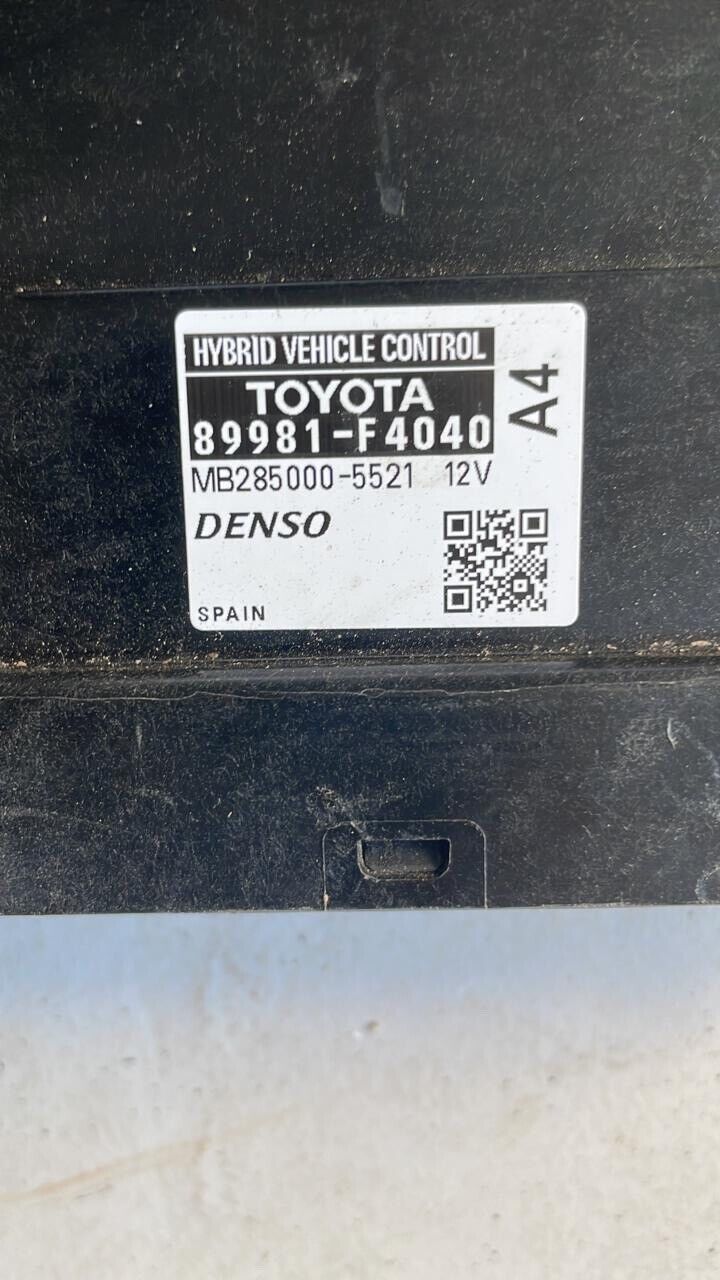 HYBRID VEHICLE CONTROL
TOYOTA
89981-F4040
A4
MB285000-5521 12V
DENSO
SPAIN